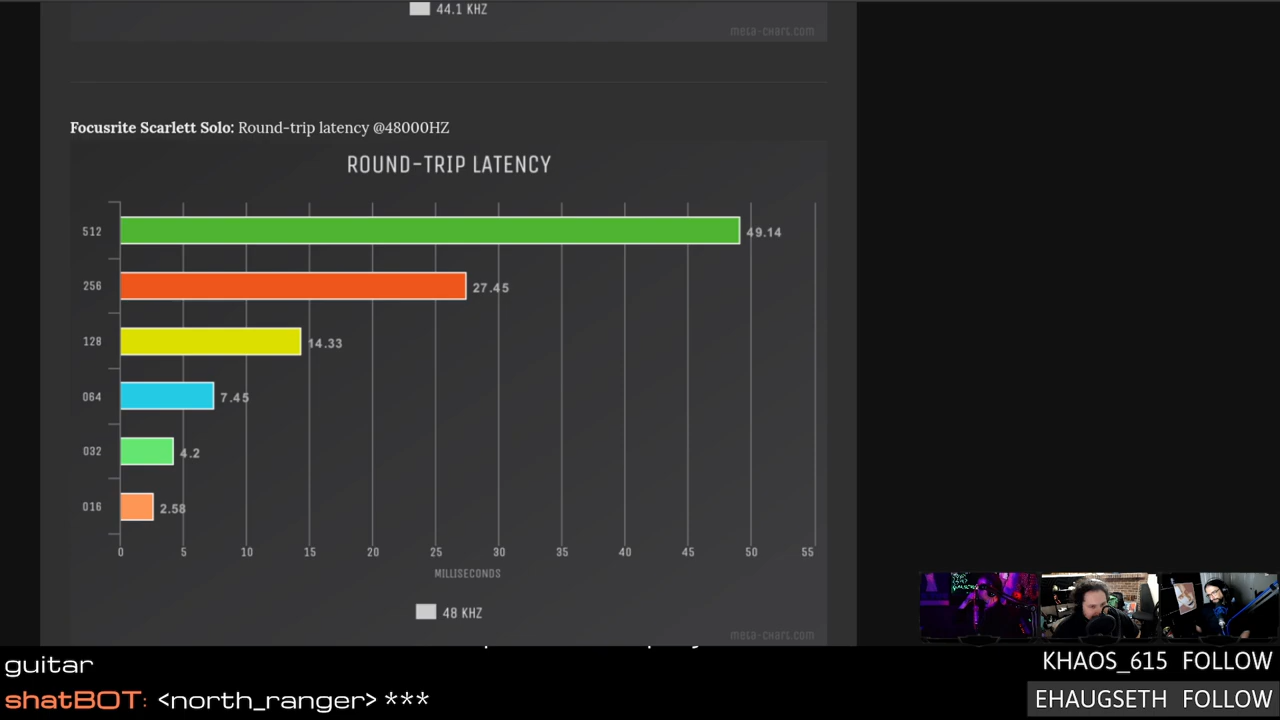 44.1 KHZ
meta-chart.com
Focusrite Scarlett Solo: Round-trip latency @48000HZ
ROUND-TRIP LATENCY
512
49.14
256
27.45
128
14.33
064
7.45
032
4.2
016
2.58
0 5 10 15 20 25 30 35 40 45 50 55
MILLISECONDS
48 KHZ
meta-chart.com
guitar
KHAOS_615 FOLLOW
shatBOT: <north_ranger> ***
EHAUGSETH FOLLOW